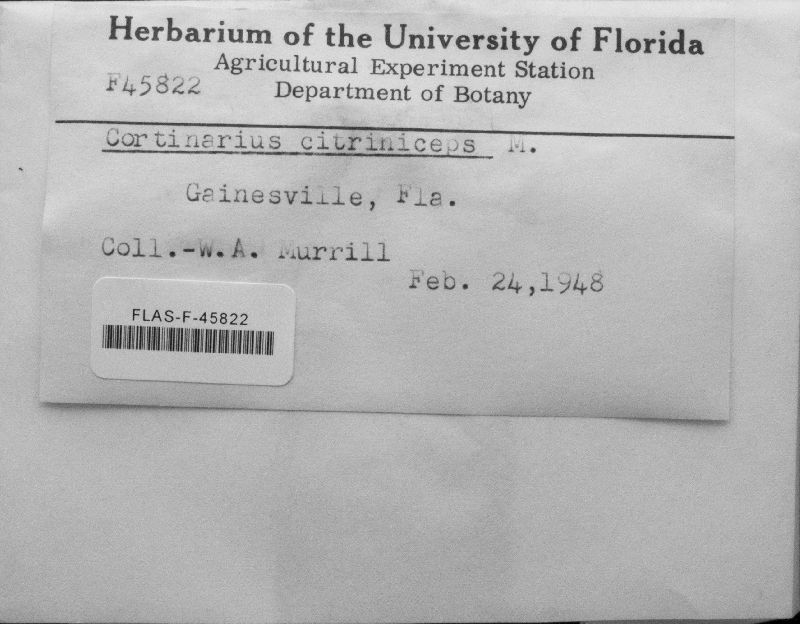 Herbarium of the University of Florida
Agricultural Experiment Station
F45822 Department of Botany
Cortinarius citriniceps M.
Gainesville, Fla.
Coll.-W.A. Murrill
Feb. 24,1948
FLAS-F-45822